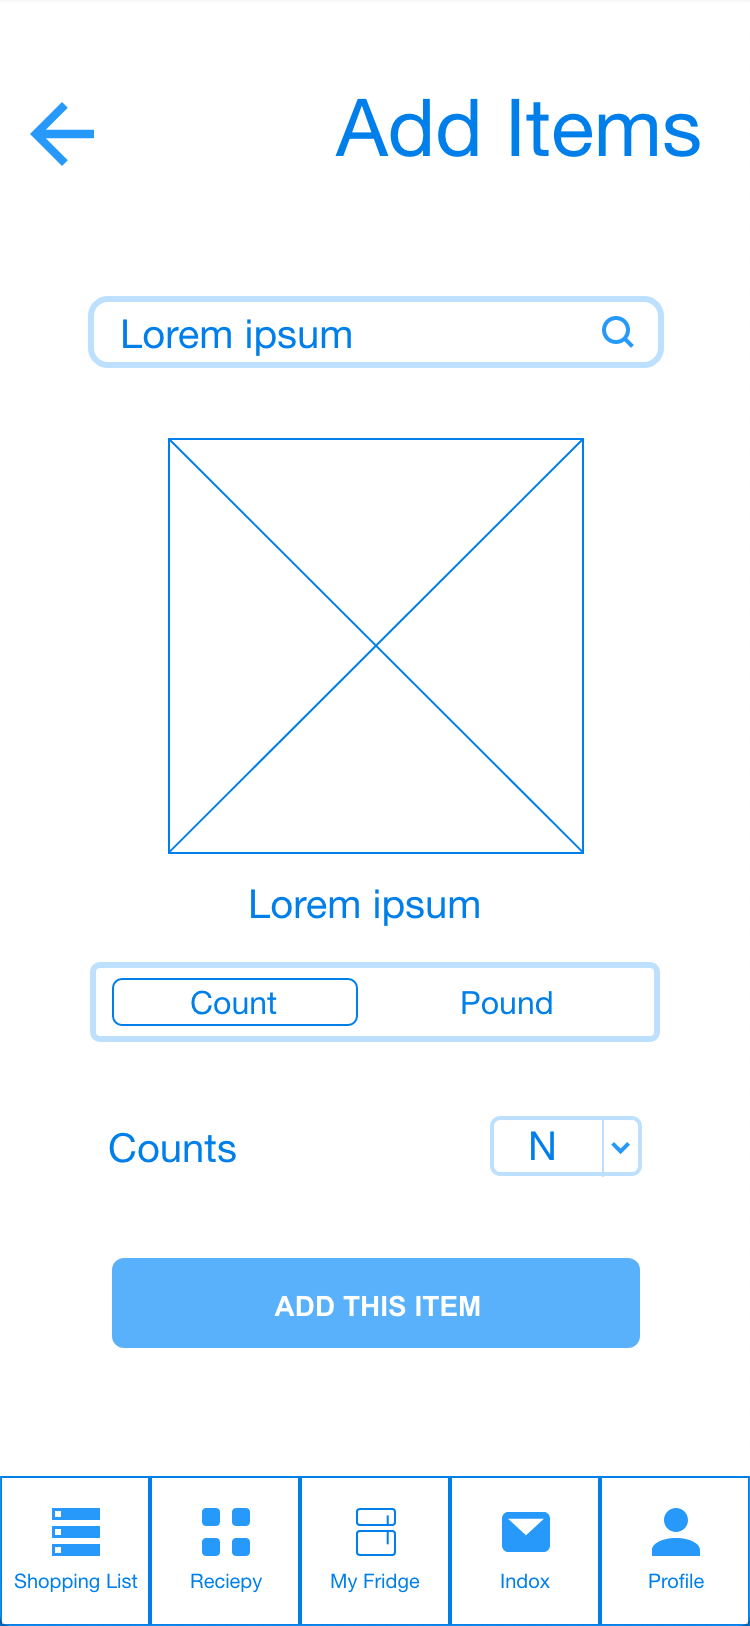 Add Items
Lorem ipsum
Lorem ipsum
Count Pound
Counts N
ADD THIS ITEM
Shopping List Reciepy My Fridge Indox Profile